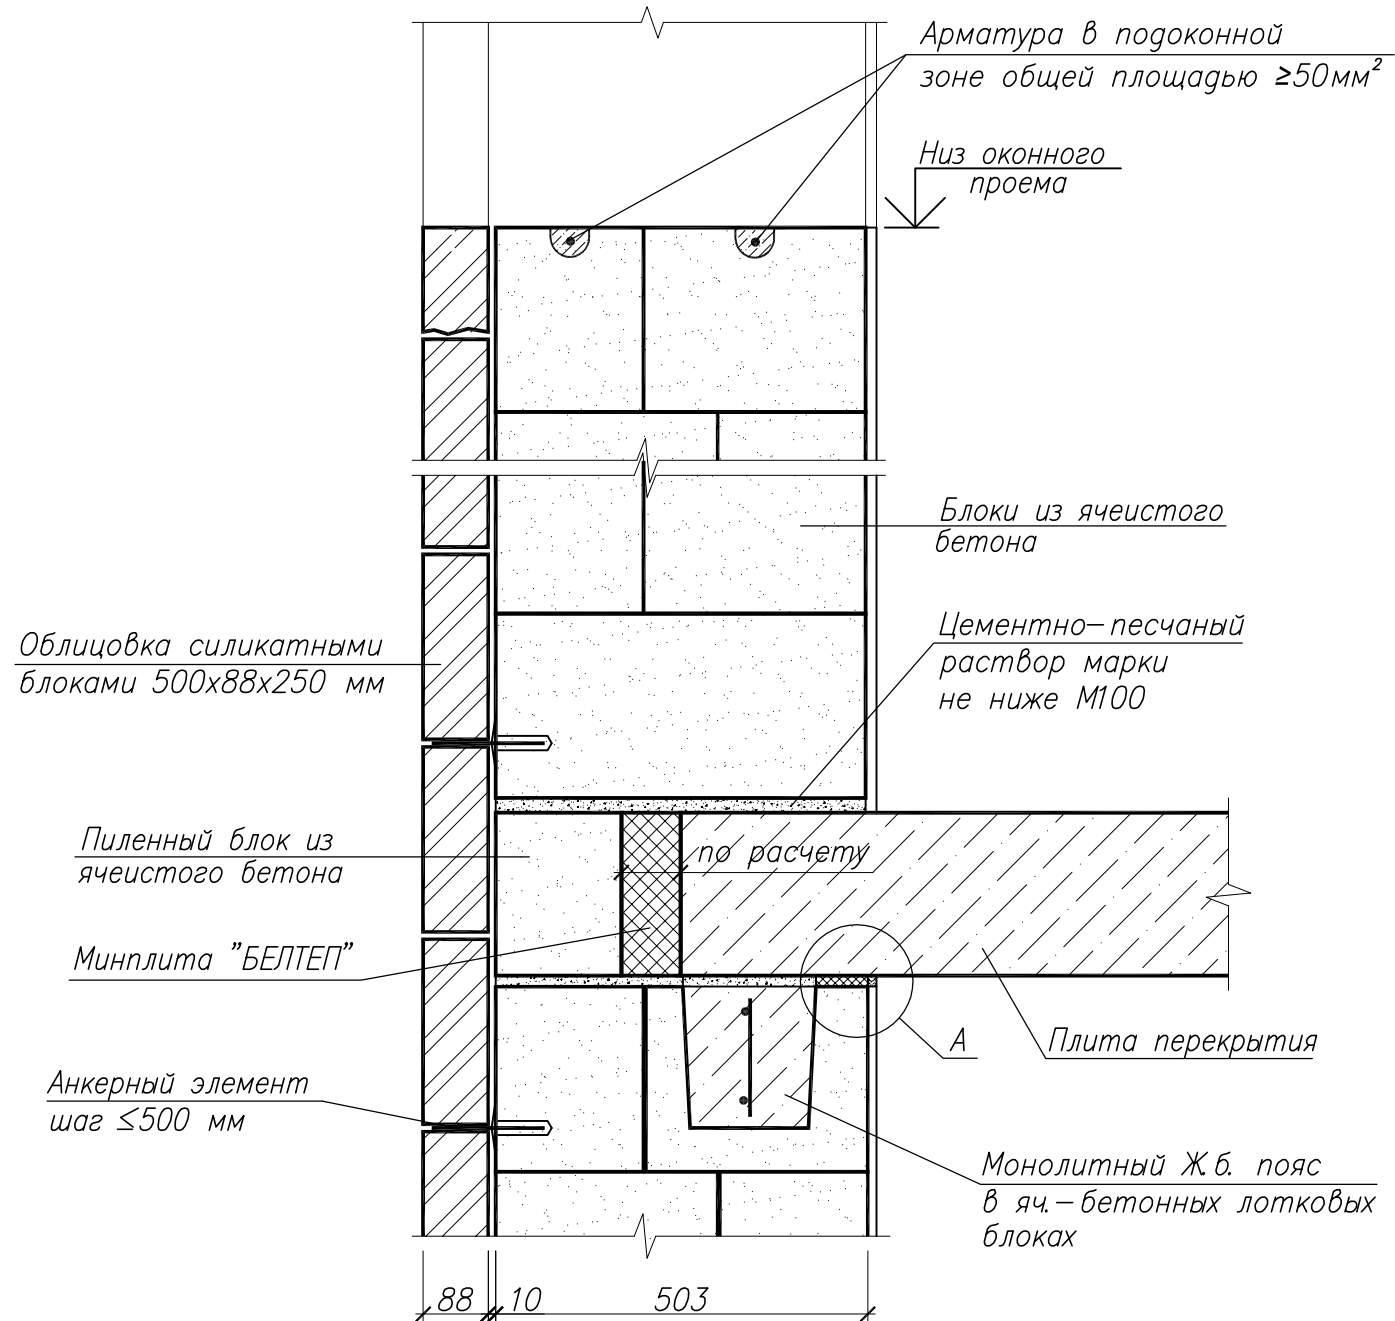 Арматура в подоконной
зоне общей площадью ≥50мм²
Низ оконного
проема
Блоки из ячеистого
бетона
Цементно-песчаный
раствор марки
не ниже М100
Облицовка силикатными
блоками 500х88х250 мм
Пиленный блок из
ячеистого бетона
по расчету
Минплита "БЕЛТЕП"
А
Плита перекрытия
Анкерный элемент
шаг ≤500 мм
Монолитный Ж.б. пояс
в яч.-бетонных лотковых
блоках
88 10 503